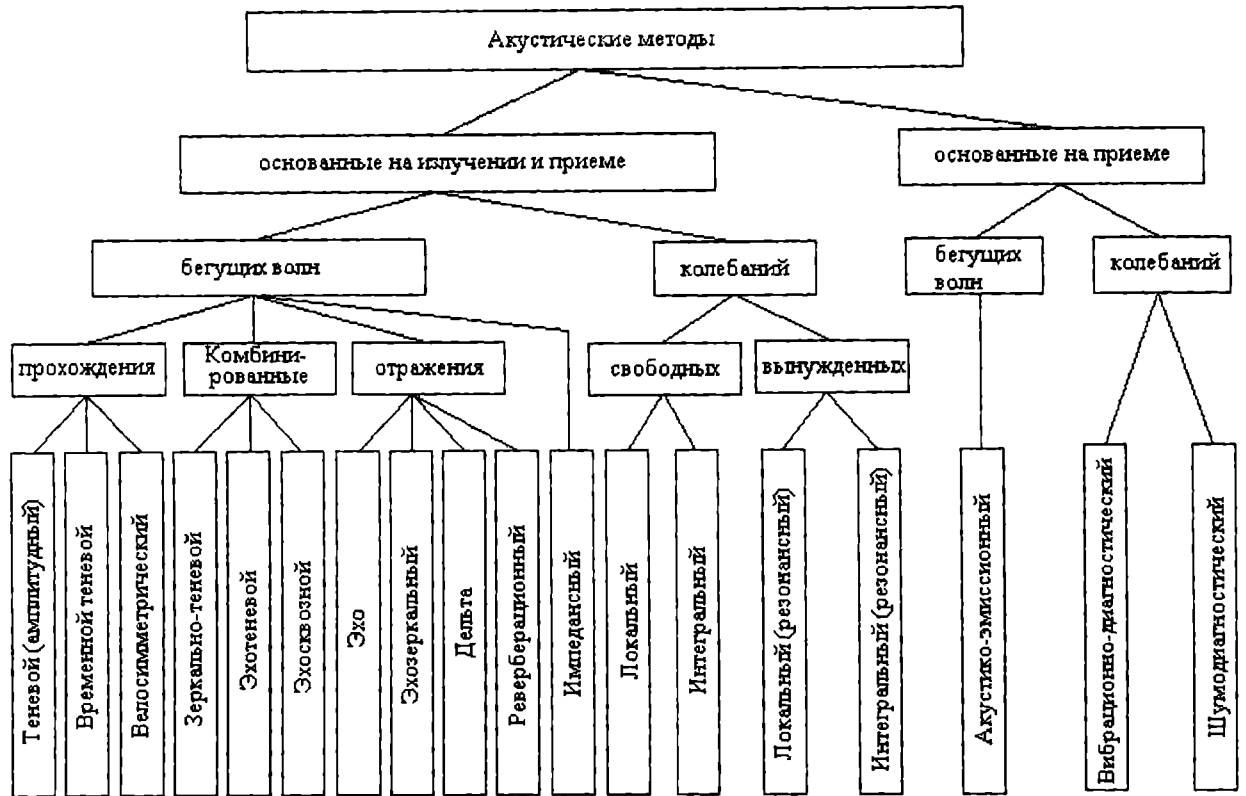 Акустические методы
основанные на излучении и приеме
основанные на приеме
бегущих волн
колебаний
бегущих
волн
колебаний
прохождения
Комбини-
рованные
отражения
свободных
вынужденных
Теневой (амплитудный)
Временной теневой
Велосимметрический
Зеркально-теневой
Эхотеневой
Эхосквозной
Эхо
Эхозеркальный
Дельта
Реверберационный
Импедансный
Локальный
Интегральный
Локальный (резонансный)
Интегральный (резонансный)
Акустико-эмиссионный
Вибрационно-диагностический
Шумодиагностический